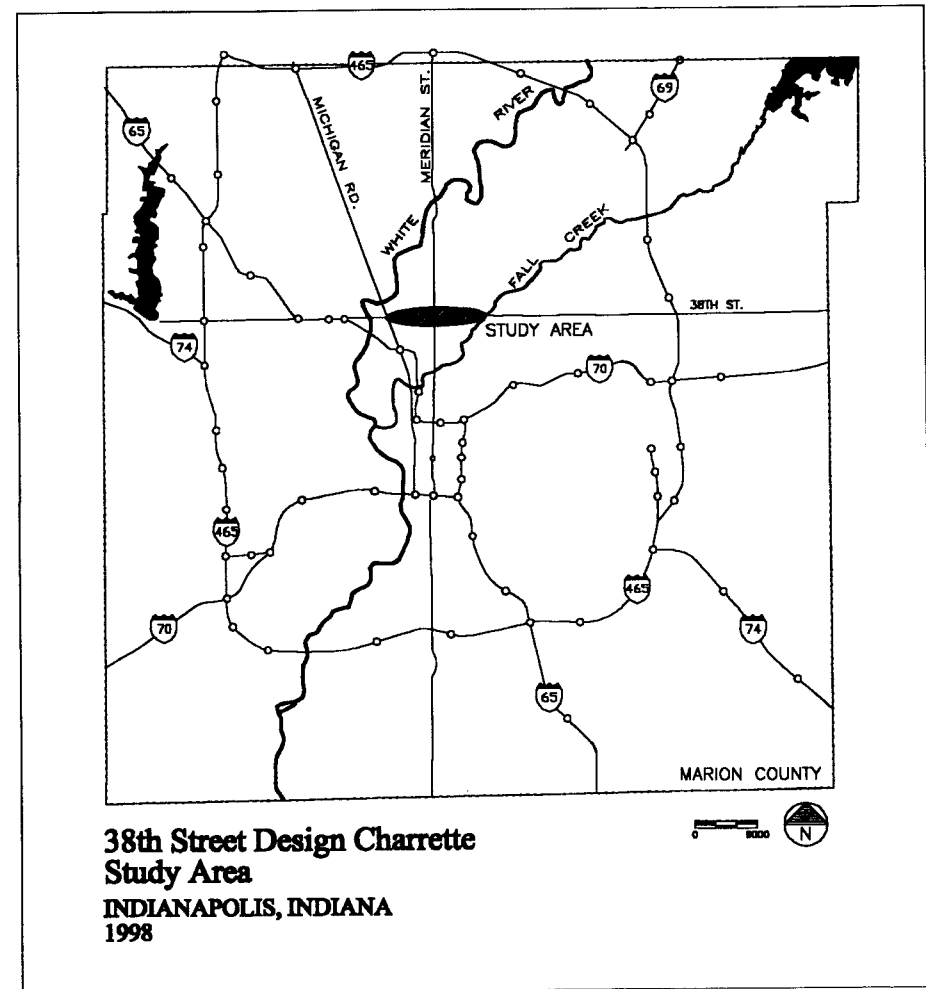 465
69
65
MICHIGAN RD.
MERIDIAN ST.
RIVER
WHITE
FALL CREEK
38TH ST.
STUDY AREA
74
70
465
465
70
74
65
MARION COUNTY
0
N
38th Street Design Charrette
Study Area
INDIANAPOLIS, INDIANA
1998